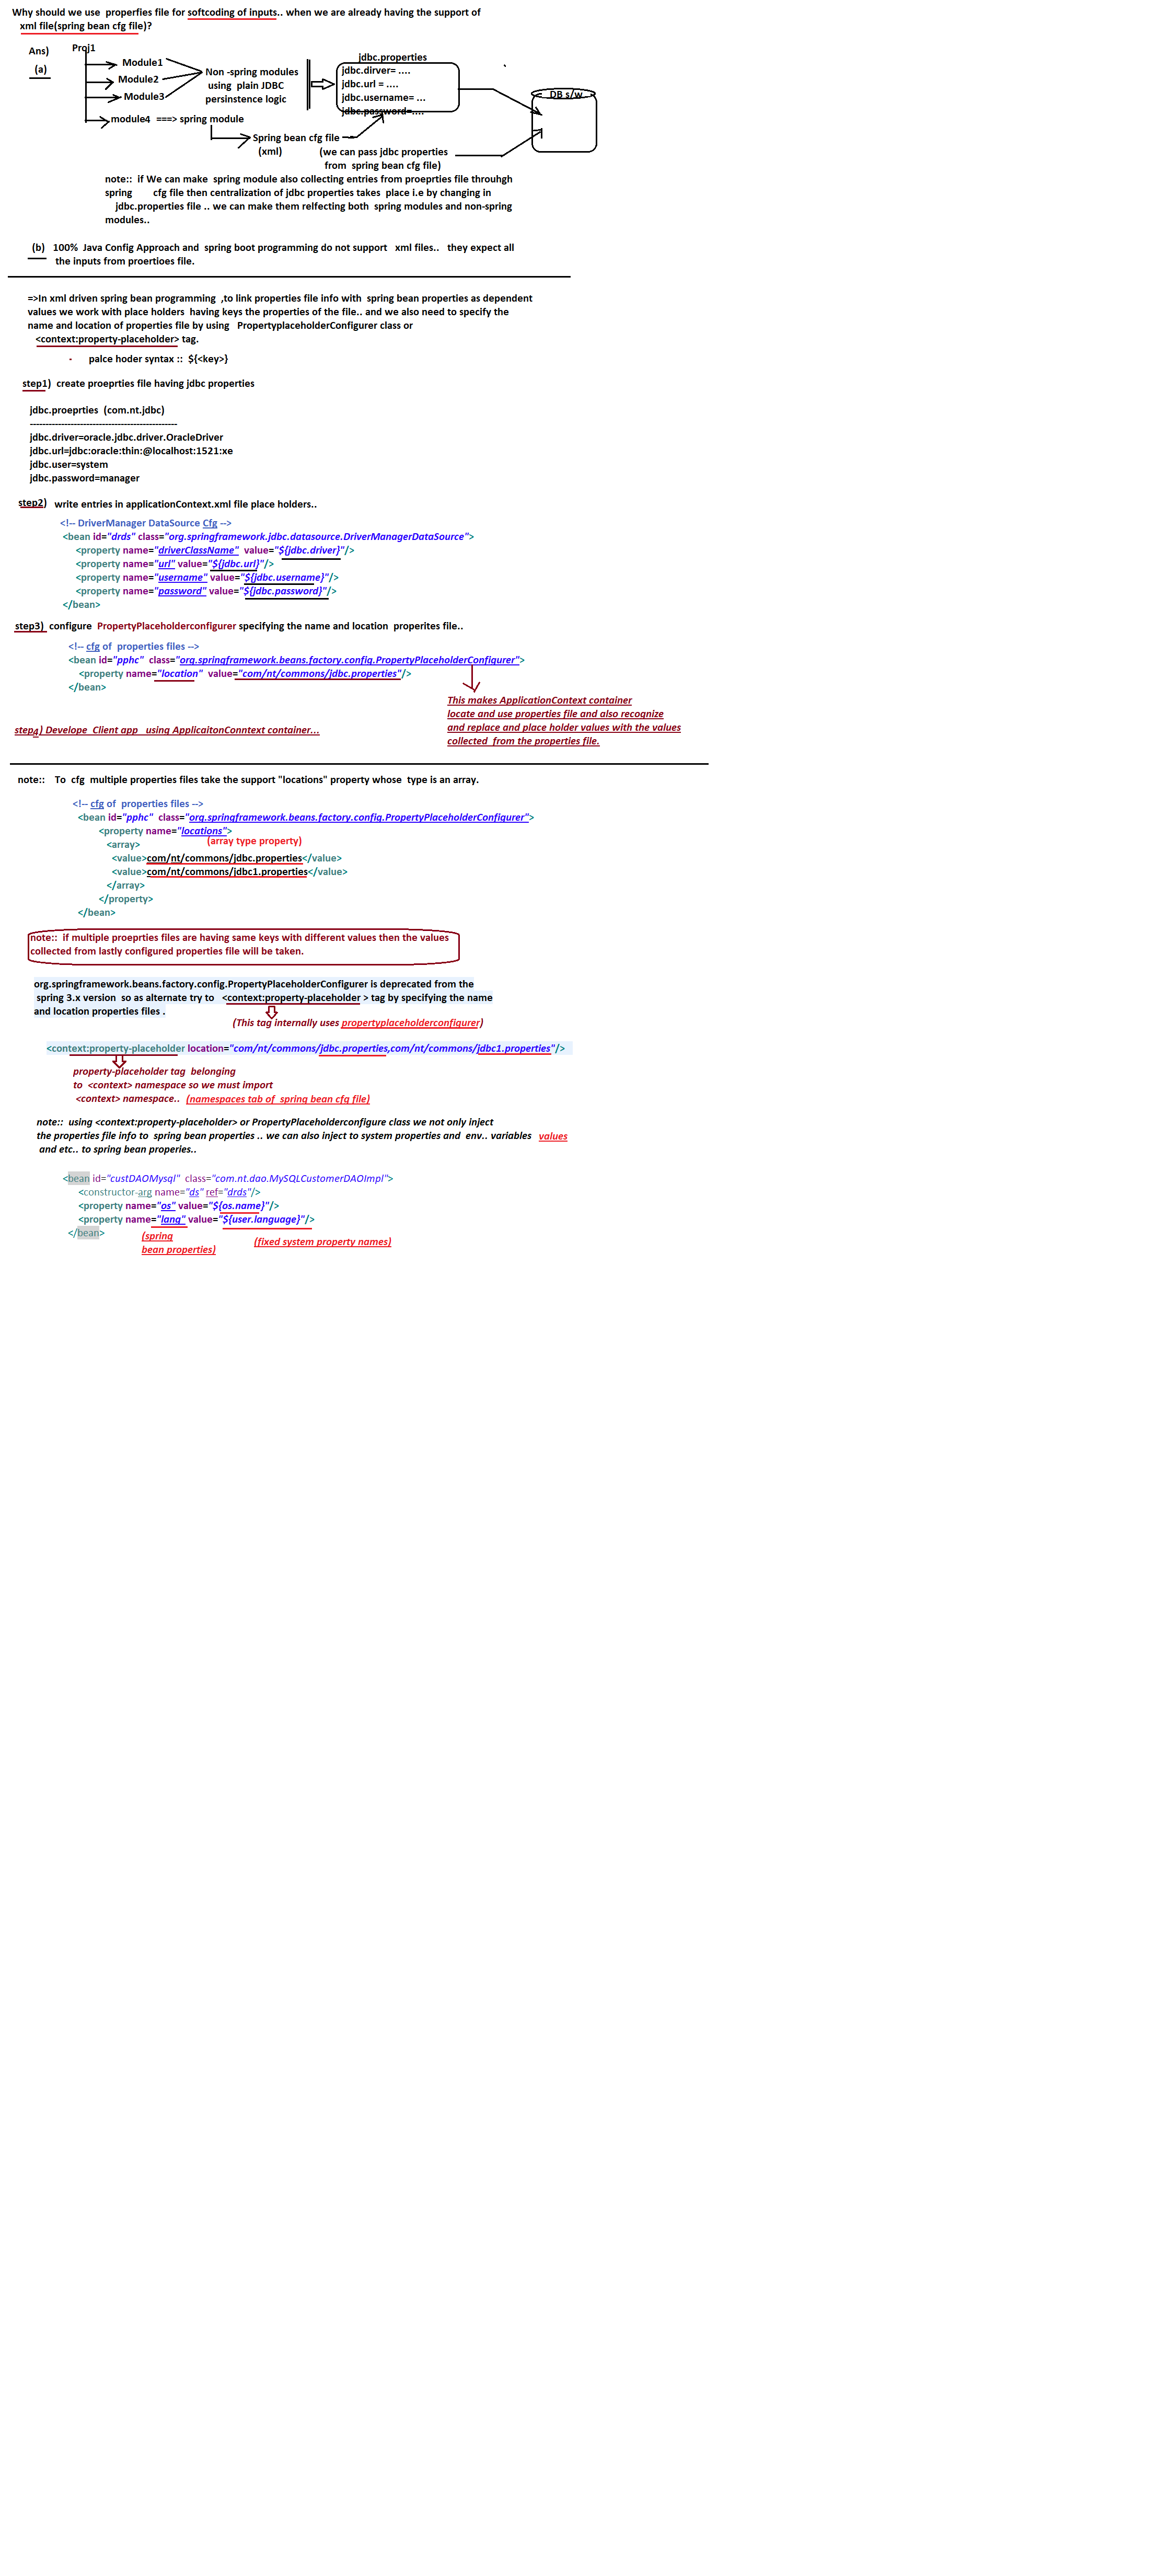 Why should we use  properfies file for softcoding of inputs.. when we are already having the support of
xml file(spring bean cfg file)?
Ans)
Proj1
(a)
Module1
Module2
Module3
module4  ===> spring module
Non -spring modules
using  plain JDBC
persinstence logic
jdbc.properties
jdbc.dirver= ....
jdbc.url = ....
jdbc.username= ...
jdbc.password=....
DB s/w
Spring bean cfg file
(xml)
(we can pass jdbc properties
from  spring bean cfg file)
note::  if We can make  spring module also collecting entries from proeprties file throuhgh
spring        cfg file then centralization of jdbc properties takes  place i.e by changing in
jdbc.properties file .. we can make them relfecting both  spring modules and non-spring
modules..
(b)   100%  Java Config Approach and  spring boot programming do not support   xml files..   they expect all
the inputs from proertioes file.
=>In xml driven spring bean programming  ,to link properties file info with  spring bean properties as dependent
values we work with place holders  having keys the properties of the file.. and we also need to specify the
name and location of properties file by using   PropertyplaceholderConfigurer class or
<context:property-placeholder> tag.
-      palce hoder syntax ::  ${<key>}
step1)  create proeprties file having jdbc properties
jdbc.proeprties  (com.nt.jdbc)
-----------------------------------------------
jdbc.driver=oracle.jdbc.driver.OracleDriver
jdbc.url=jdbc:oracle:thin:@localhost:1521:xe
jdbc.user=system
jdbc.password=manager
step2)   write entries in applicationContext.xml file place holders..
<!-- DriverManager DataSource Cfg -->
<bean id="drds" class="org.springframework.jdbc.datasource.DriverManagerDataSource">
<property name="driverClassName"  value="${jdbc.driver}"/>
<property name="url" value="${jdbc.url}"/>
<property name="username" value="${jdbc.username}"/>
<property name="password" value="${jdbc.password}"/>
</bean>
step3)  configure  PropertyPlaceholderconfigurer specifying the name and location  properites file..
<!-- cfg of  properties files -->
<bean id="pphc"  class="org.springframework.beans.factory.config.PropertyPlaceholderConfigurer">
<property name="location"  value="com/nt/commons/jdbc.properties"/>
</bean>
This makes ApplicationContext container
locate and use properties file and also recognize
and replace and place holder values with the values
collected  from the properties file.
step4) Develope  Client app   using ApplicaitonConntext container...
note::    To  cfg  multiple properties files take the support "locations" property whose  type is an array.
<!-- cfg of  properties files -->
<bean id="pphc"  class="org.springframework.beans.factory.config.PropertyPlaceholderConfigurer">
<property name="locations">
(array type property)
<array>
<value>com/nt/commons/jdbc.properties</value>
<value>com/nt/commons/jdbc1.properties</value>
</array>
</property>
</bean>
note::  if multiple proeprties files are having same keys with different values then the values
collected from lastly configured properties file will be taken.
org.springframework.beans.factory.config.PropertyPlaceholderConfigurer is deprecated from the
spring 3.x version  so as alternate try to   <context:property-placeholder > tag by specifying the name
and location properties files .
(This tag internally uses propertyplaceholderconfigurer)
<context:property-placeholder location="com/nt/commons/jdbc.properties,com/nt/commons/jdbc1.properties"/>
property-placeholder tag  belonging
to  <context> namespace so we must import
<context> namespace..  (namespaces tab of  spring bean cfg file)
note::  using <context:property-placeholder> or PropertyPlaceholderconfigure class we not only inject
the properties file info to  spring bean properties .. we can also inject to system properties and  env.. variables   values
and etc.. to spring bean properies..
<bean id="custDAOMysql"  class="com.nt.dao.MySQLCustomerDAOImpl">
<constructor-arg name="ds" ref="drds"/>
<property name="os" value="${os.name}"/>
<property name="lang" value="${user.language}"/>
</bean>
(spring
bean properties)
(fixed system property names)